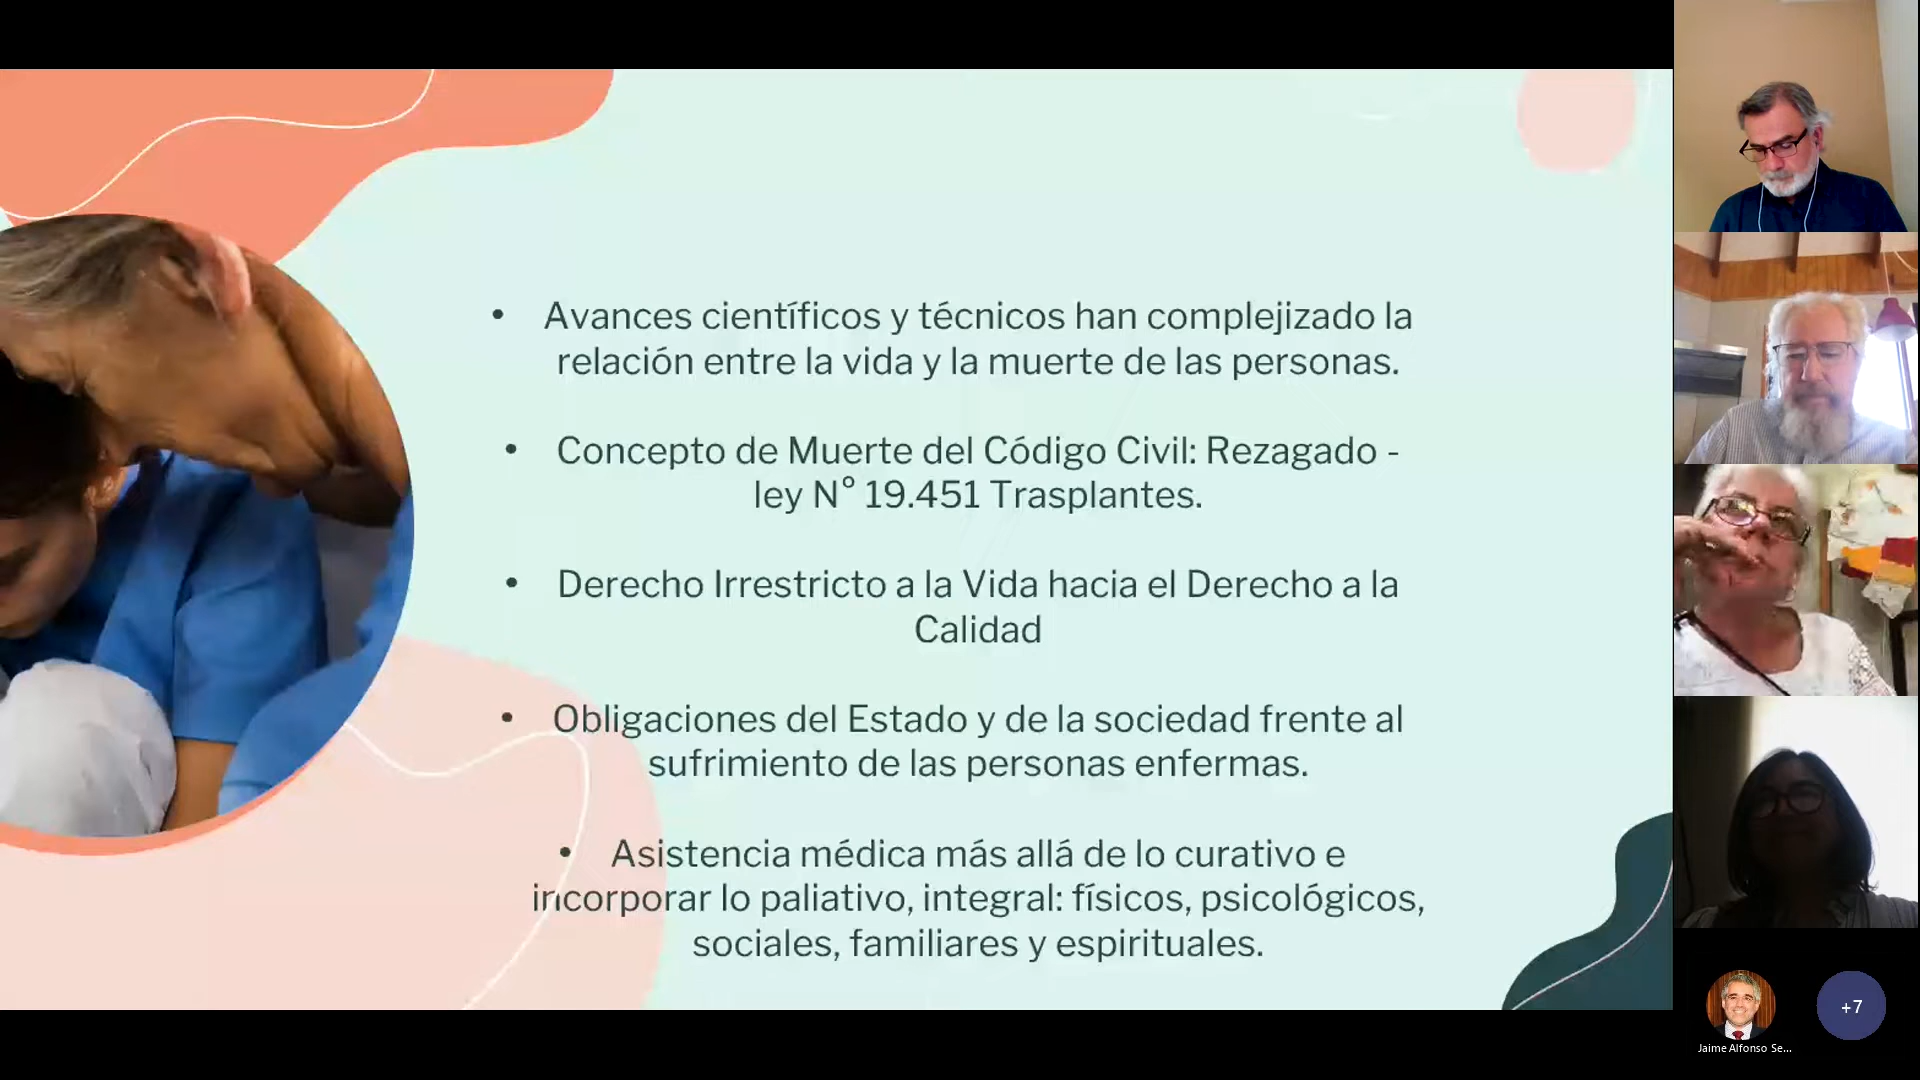 • Avances científicos y técnicos han complejizado la
relación entre la vida y la muerte de las personas.
• Concepto de Muerte del Código Civil: Rezagado -
ley N° 19.451 Trasplantes.
• Derecho Irrestricto a la Vida hacia el Derecho a la
Calidad
• Obligaciones del Estado y de la sociedad frente al
sufrimiento de las personas enfermas.
• Asistencia médica más allá de lo curativo e
incorporar lo paliativo, integral: físicos, psicológicos,
sociales, familiares y espirituales.
+7
Jaime Alfonso Se...